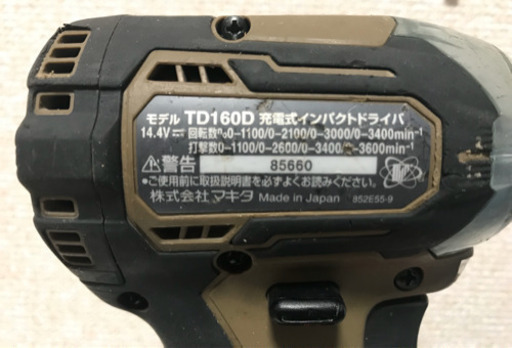 モデル TD160D 充電式インパクトドライバ
14.4V 回転数0-1100/0-2100/0-3000/0-3400min-¹
打撃数0-1100/0-2600/0-3400/0-3600min-¹
警告 85660
•ご使用前に取扱説明書を必ずよくお読みください。
株式会社 マキタ Made in Japan 852E55-9